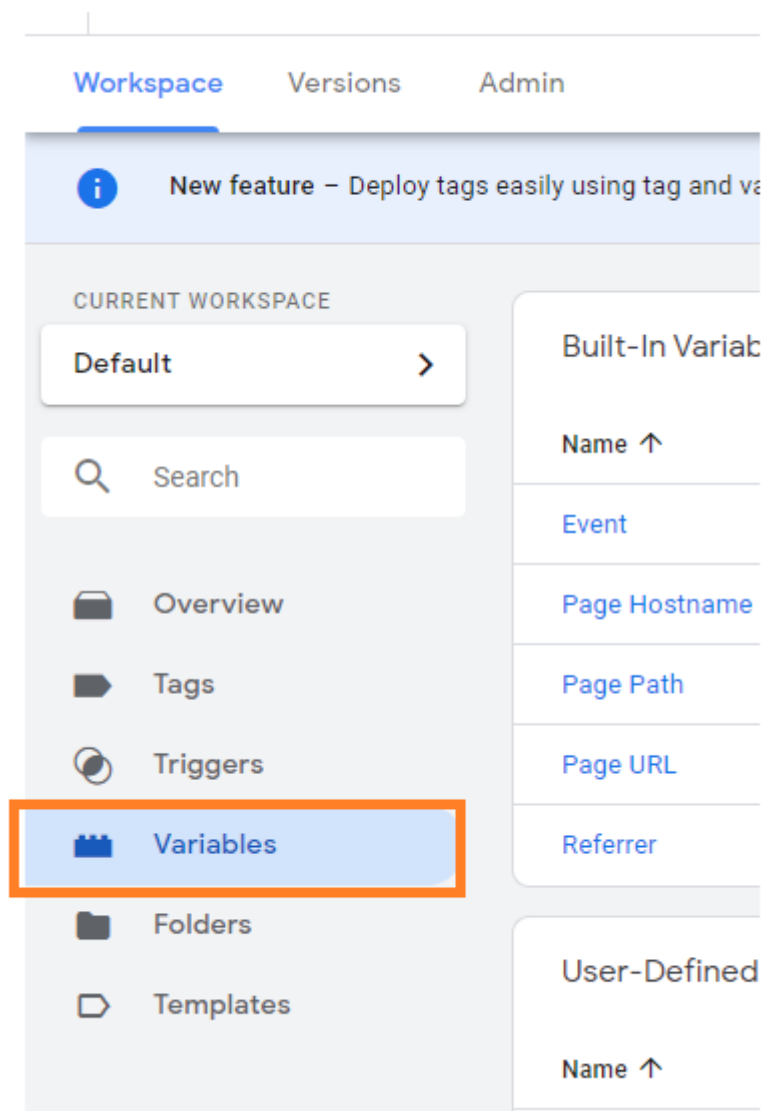 Workspace Versions Admin
New feature – Deploy tags easily using tag and va
CURRENT WORKSPACE
Default
Search
Overview
Tags
Triggers
Variables
Folders
Templates
Built-In Variab
Name ↑
Event
Page Hostname
Page Path
Page URL
Referrer
User-Defined
Name ↑